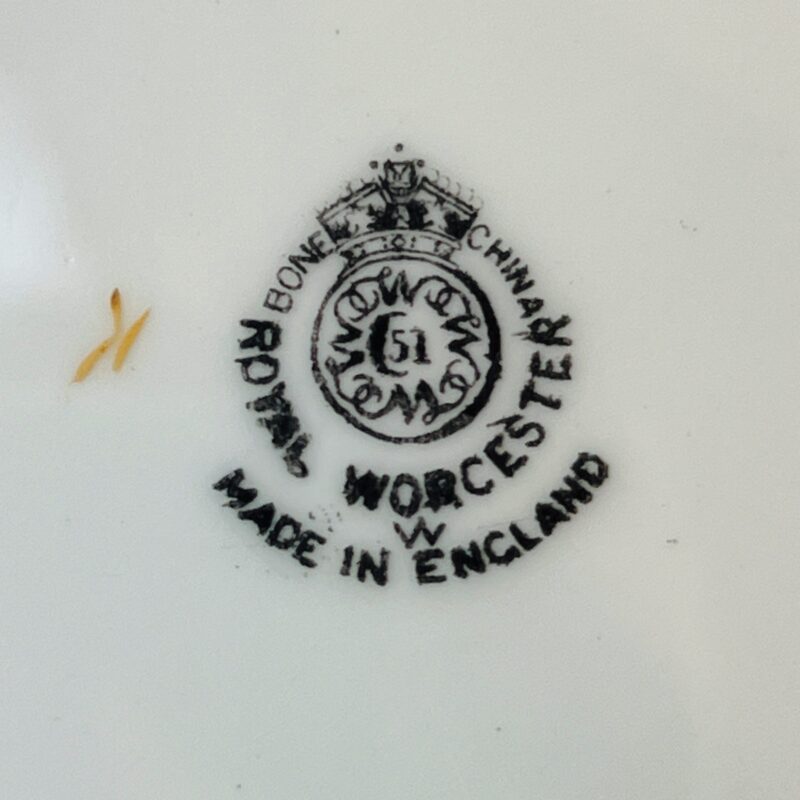 BONE CHINA
51
ROYAL WORCESTER
W
MADE IN ENGLAND